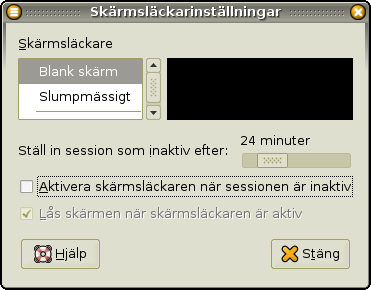 Skärmsläckarinställningar
Skärmsläckare
Blank skärm
Slumpmässigt
24 minuter
Ställ in session som inaktiv efter:
Aktivera skärmsläckaren när sessionen är inaktiv
Lås skärmen när skärmsläckaren är aktiv
Hjälp
Stäng